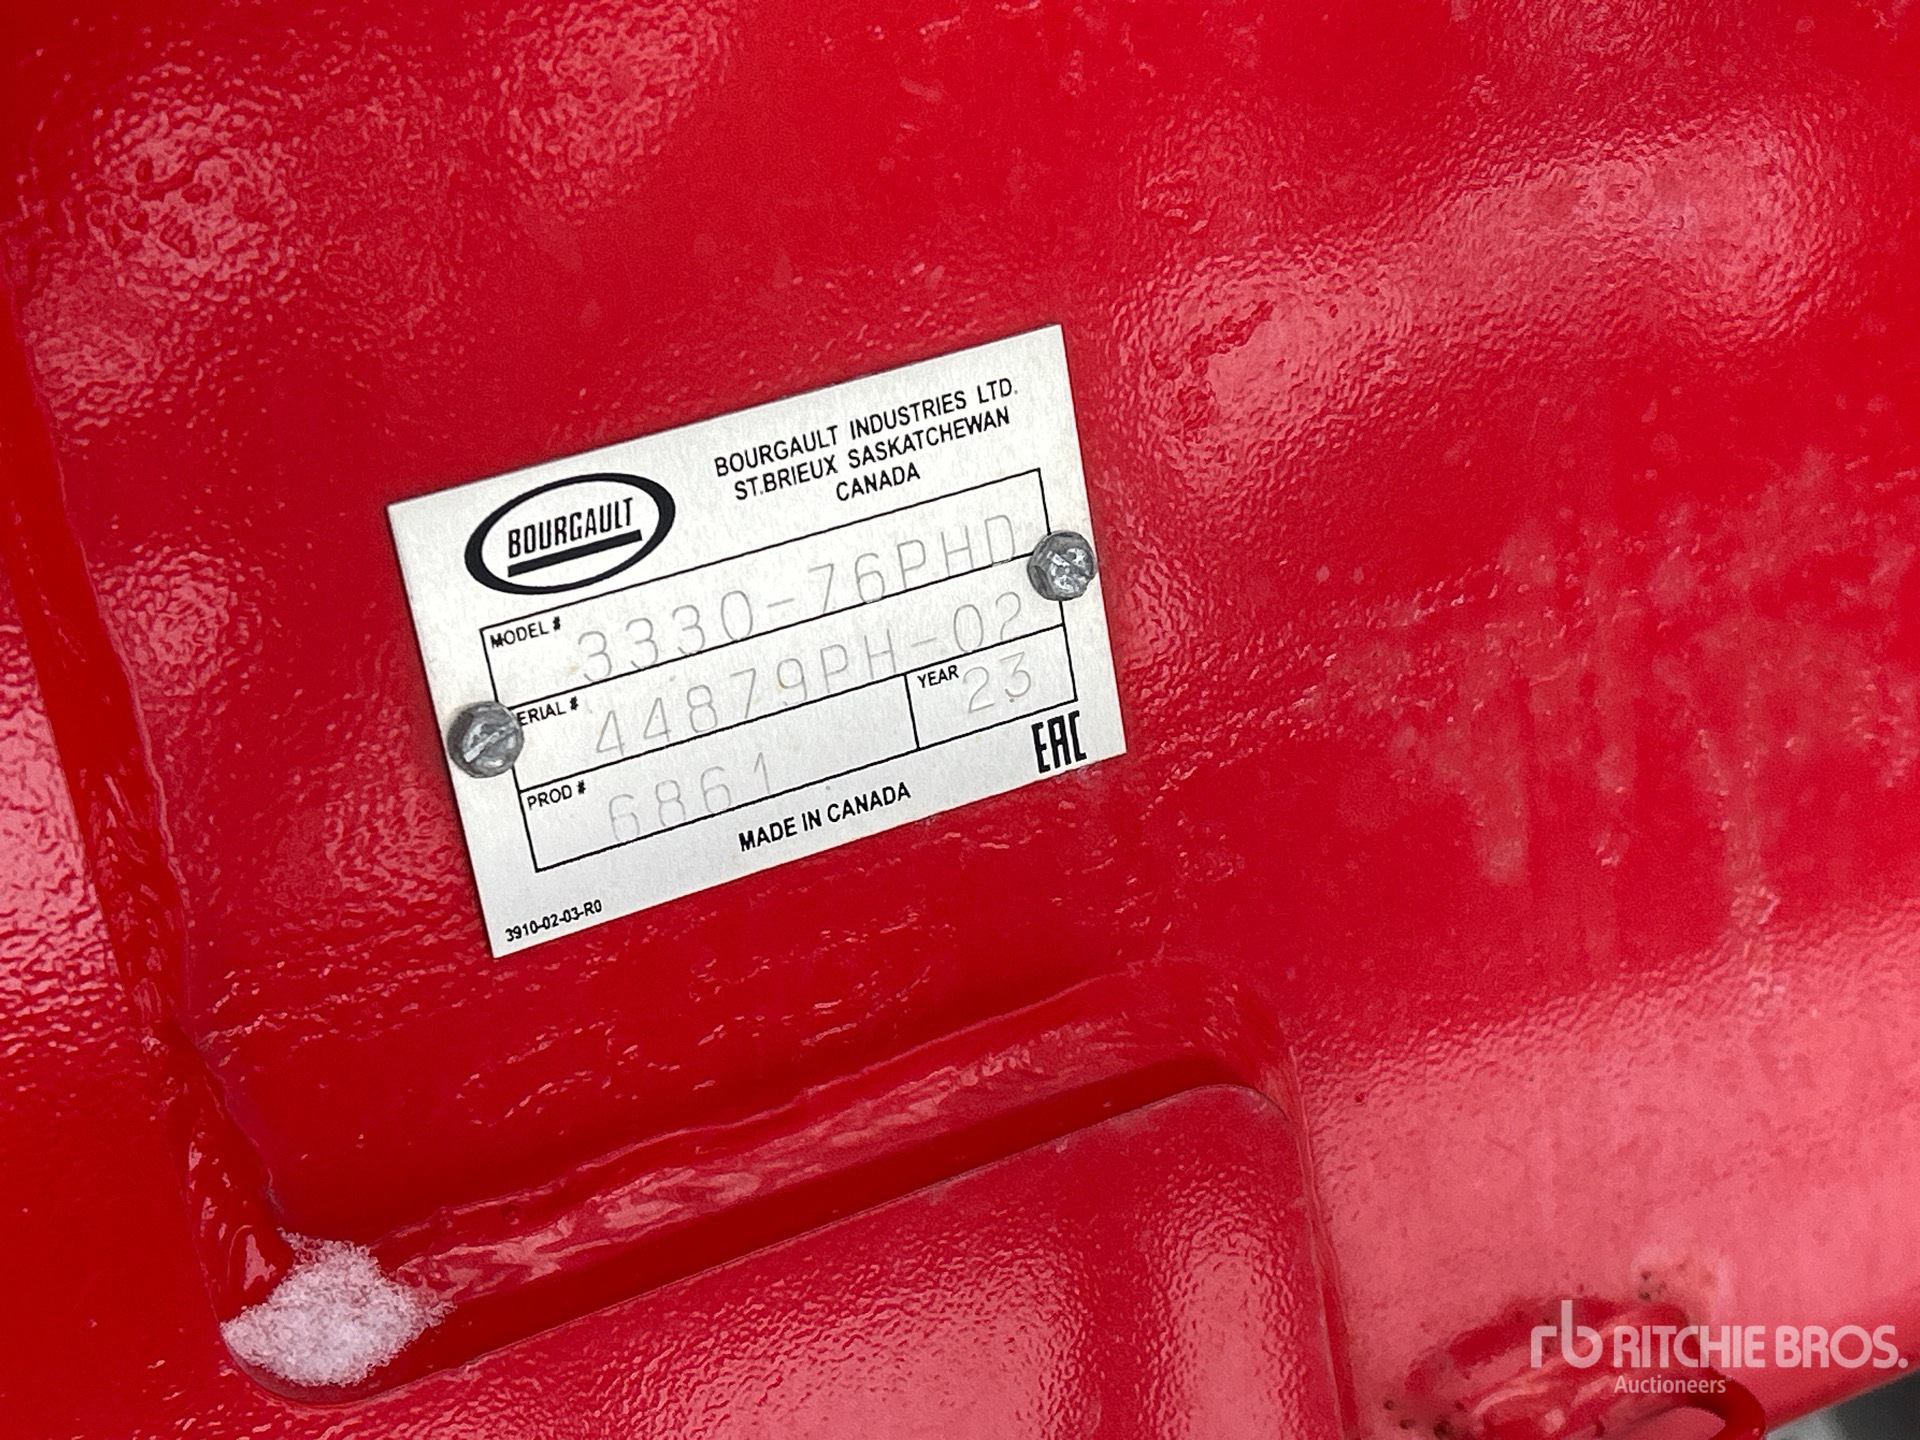 BOURGAULT
BOURGAULT INDUSTRIES LTD.
ST.BRIEUX SASKATCHEWAN
CANADA
MODEL # 3330-76PHD
ERIAL # 44879PH-02
PROD # 6861
YEAR 23
EAC
MADE IN CANADA
3910-02-03-R0
rb RITCHIE BROS.
Auctioneers